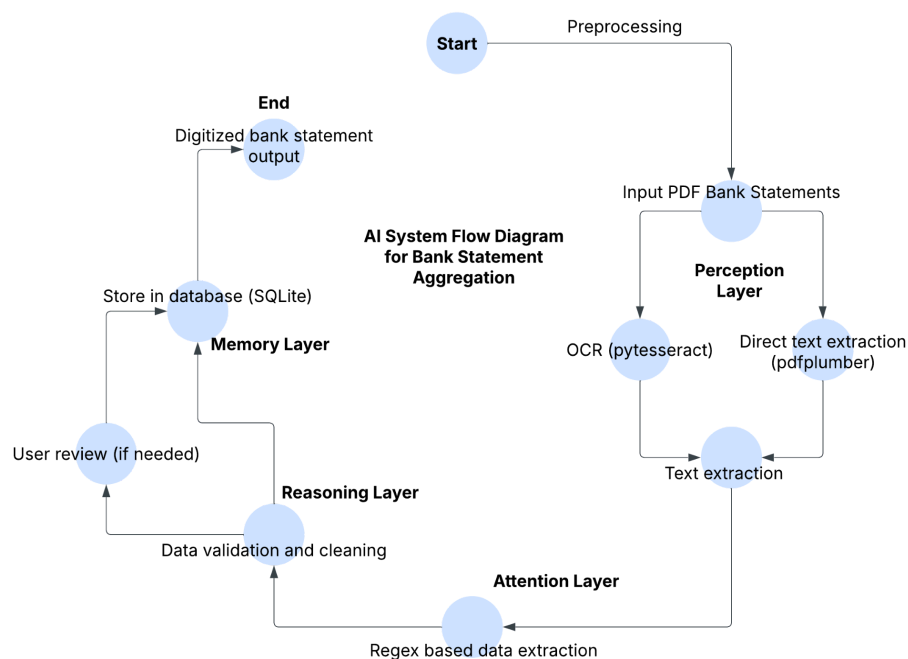 Start
Preprocessing
End
Digitized bank statement
output
Input PDF Bank Statements
AI System Flow Diagram
for Bank Statement
Aggregation
Perception
Layer
Store in database (SQLite)
Memory Layer
OCR (pytesseract)
Direct text extraction
(pdfplumber)
User review (if needed)
Text extraction
Reasoning Layer
Data validation and cleaning
Attention Layer
Regex based data extraction